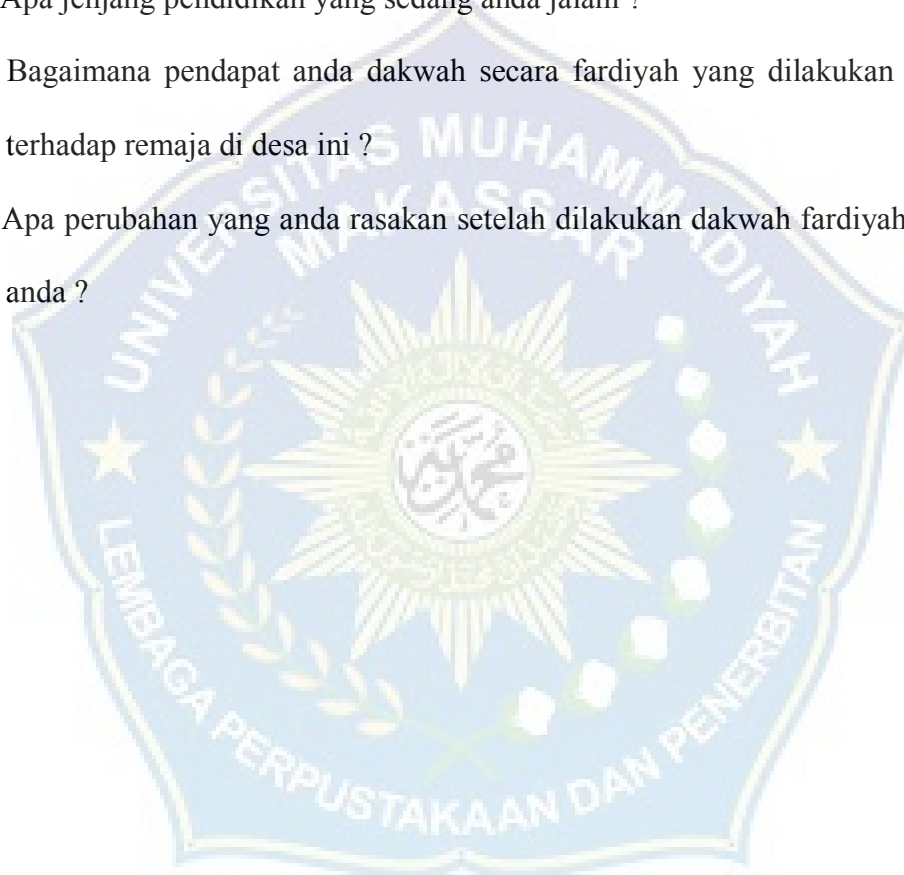 Apa jenjang pendidikan yang sedang anda jalani ?
Bagaimana pendapat anda dakwah secara fardiyah yang dilakukan
terhadap remaja di desa ini ?
Apa perubahan yang anda rasakan setelah dilakukan dakwah fardiyah
anda ?
UNIVERSITAS MUHAMMADIYAH
MAKASSAR
محمد
LEMBAGA PERPUSTAKAAN DAN PENERBITAN